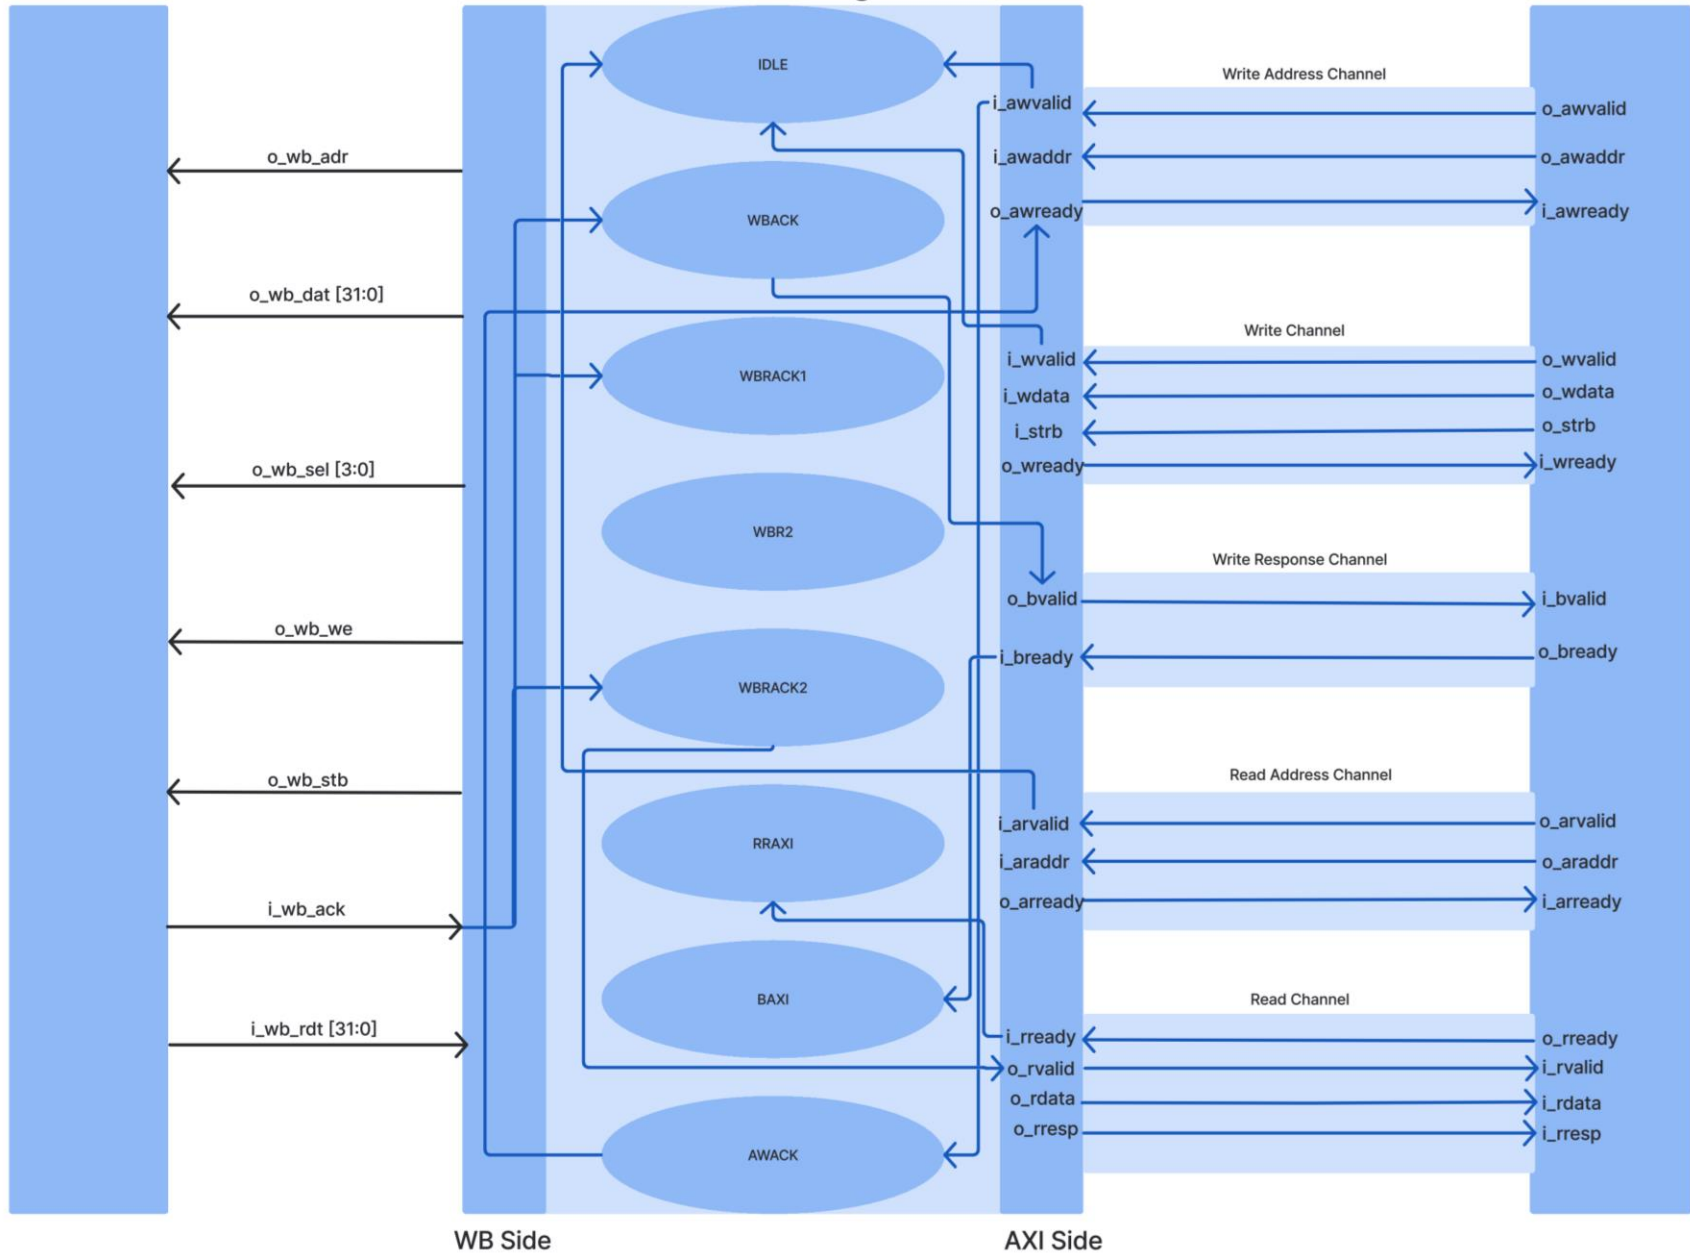 o_wb_adr
o_wb_dat [31:0]
o_wb_sel [3:0]
o_wb_we
o_wb_stb
i_wb_ack
i_wb_rdt [31:0]
WB Side
IDLE
WBACK
WBRACK1
WBR2
WBRACK2
RRAXI
BAXI
AWACK
i_awvalid
i_awaddr
o_awready
i_wvalid
i_wdata
i_strb
o_wready
o_bvalid
i_bready
i_arvalid
i_araddr
o_arready
i_rready
o_rvalid
o_rdata
o_rresp
AXI Side
Write Address Channel
Write Channel
Write Response Channel
Read Address Channel
Read Channel
o_awvalid
o_awaddr
i_awready
o_wvalid
o_wdata
o_strb
i_wready
i_bvalid
o_bready
o_arvalid
o_araddr
i_arready
o_rready
i_rvalid
i_rdata
i_rresp